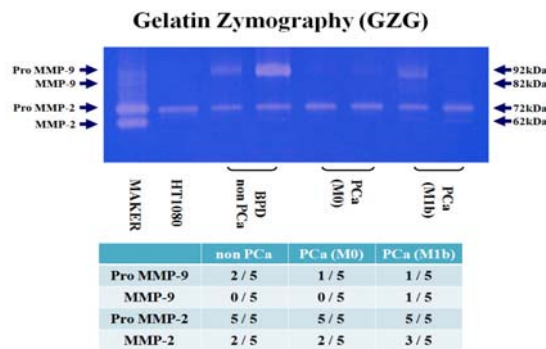 Gelatin Zymography (GZG)
Pro MMP-9
MMP-9
Pro MMP-2
MMP-2
92kDa
82kDa
72kDa
62kDa
MAKER
HT1080
BPD
non PCa
PCa
(M0)
PCa
(M1b)
non PCa PCa (M0) PCa (M1b)
Pro MMP-9 2 / 5 1 / 5 1 / 5
MMP-9 0 / 5 0 / 5 1 / 5
Pro MMP-2 5 / 5 5 / 5 5 / 5
MMP-2 2 / 5 2 / 5 3 / 5